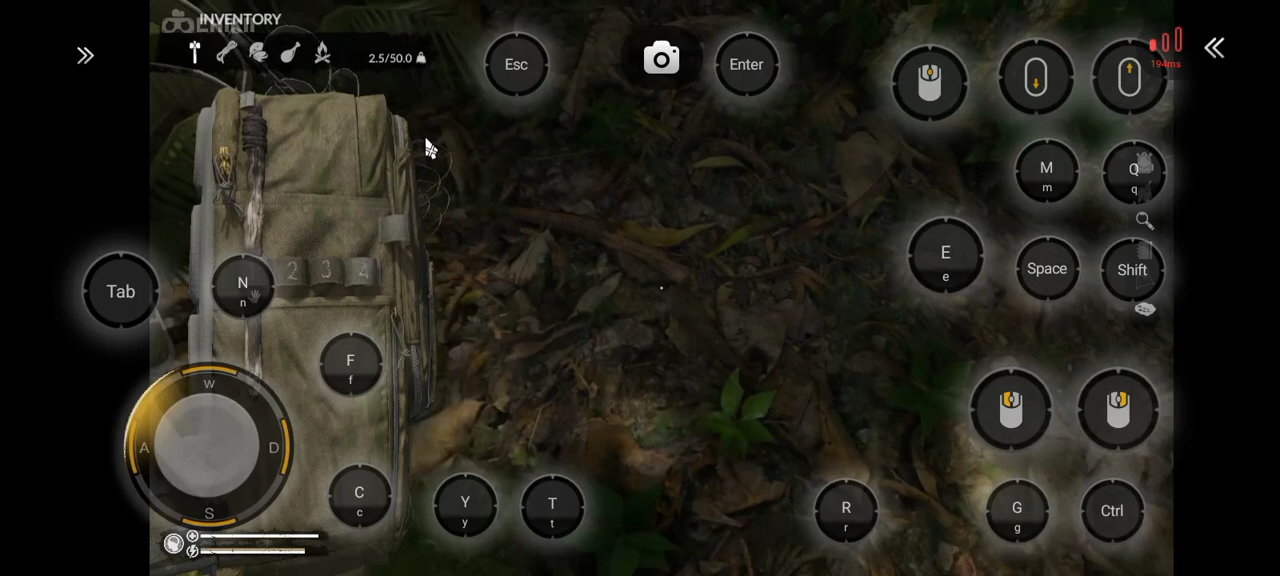 INVENTORY
2.5/50.0
Esc
Enter
194ms
M
m
Q
q
E
e
Space
Shift
Tab
N
n
2 3 4
F
f
W
A
D
S
C
c
Y
y
T
t
R
r
G
g
Ctrl